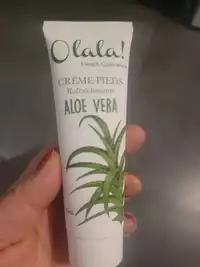 Olala!
French Cosmetics
CRÈME PIEDS
Rafraîchissante
ALOE VERA